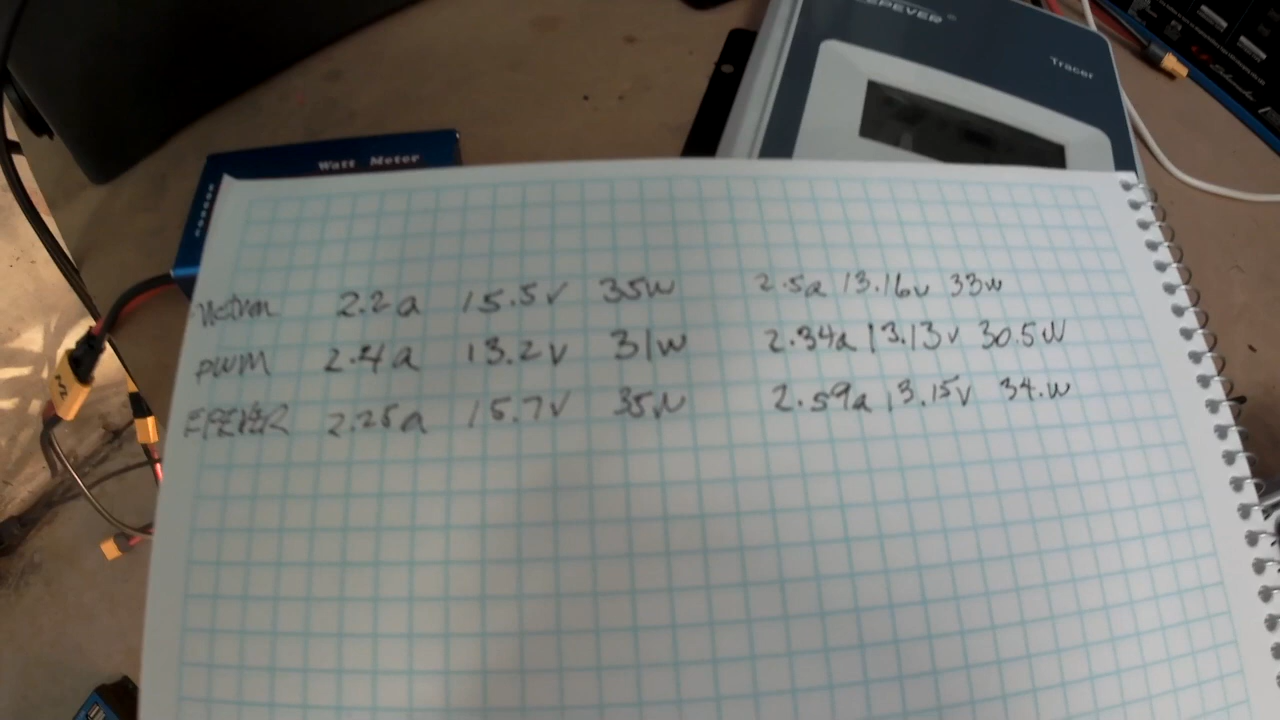 EPEVER
Tracer
Watt Meter
2.2a 15.5v 35w 2.5a 13.16v 33w
PWM 2.4a 13.2v 31w 2.34a 13.13v 30.5W
EPEVER 2.25a 15.7V 35W 2.59a 13.15V 34.W